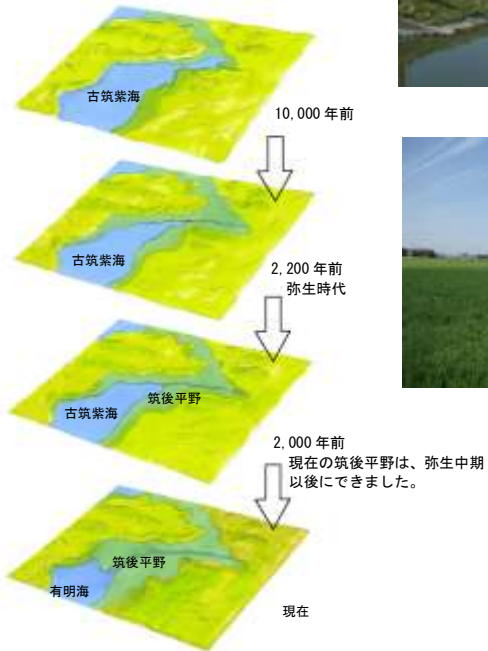 古筑紫海
10,000 年前
古筑紫海
2,200 年前
弥生時代
古筑紫海
筑後平野
2,000 年前
現在の筑後平野は、弥生中期
以後にできました。
筑後平野
有明海
現在